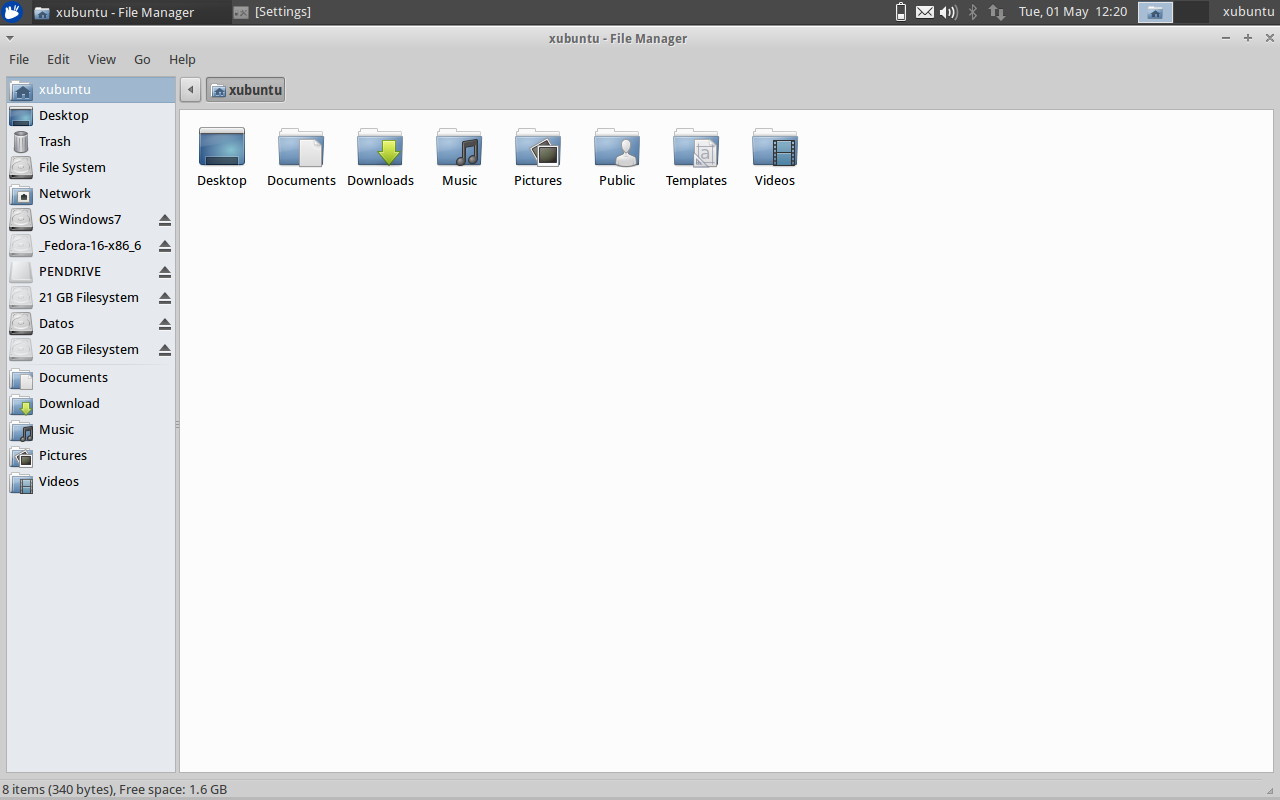 xubuntu - File Manager
[Settings]
Tue, 01 May 12:20
xubuntu
xubuntu - File Manager
File Edit View Go Help
xubuntu
Desktop
Trash
File System
Network
OS Windows7
_Fedora-16-x86_6
PENDRIVE
21 GB Filesystem
Datos
20 GB Filesystem
Documents
Download
Music
Pictures
Videos
xubuntu
Desktop Documents Downloads Music Pictures Public Templates Videos
8 items (340 bytes), Free space: 1.6 GB